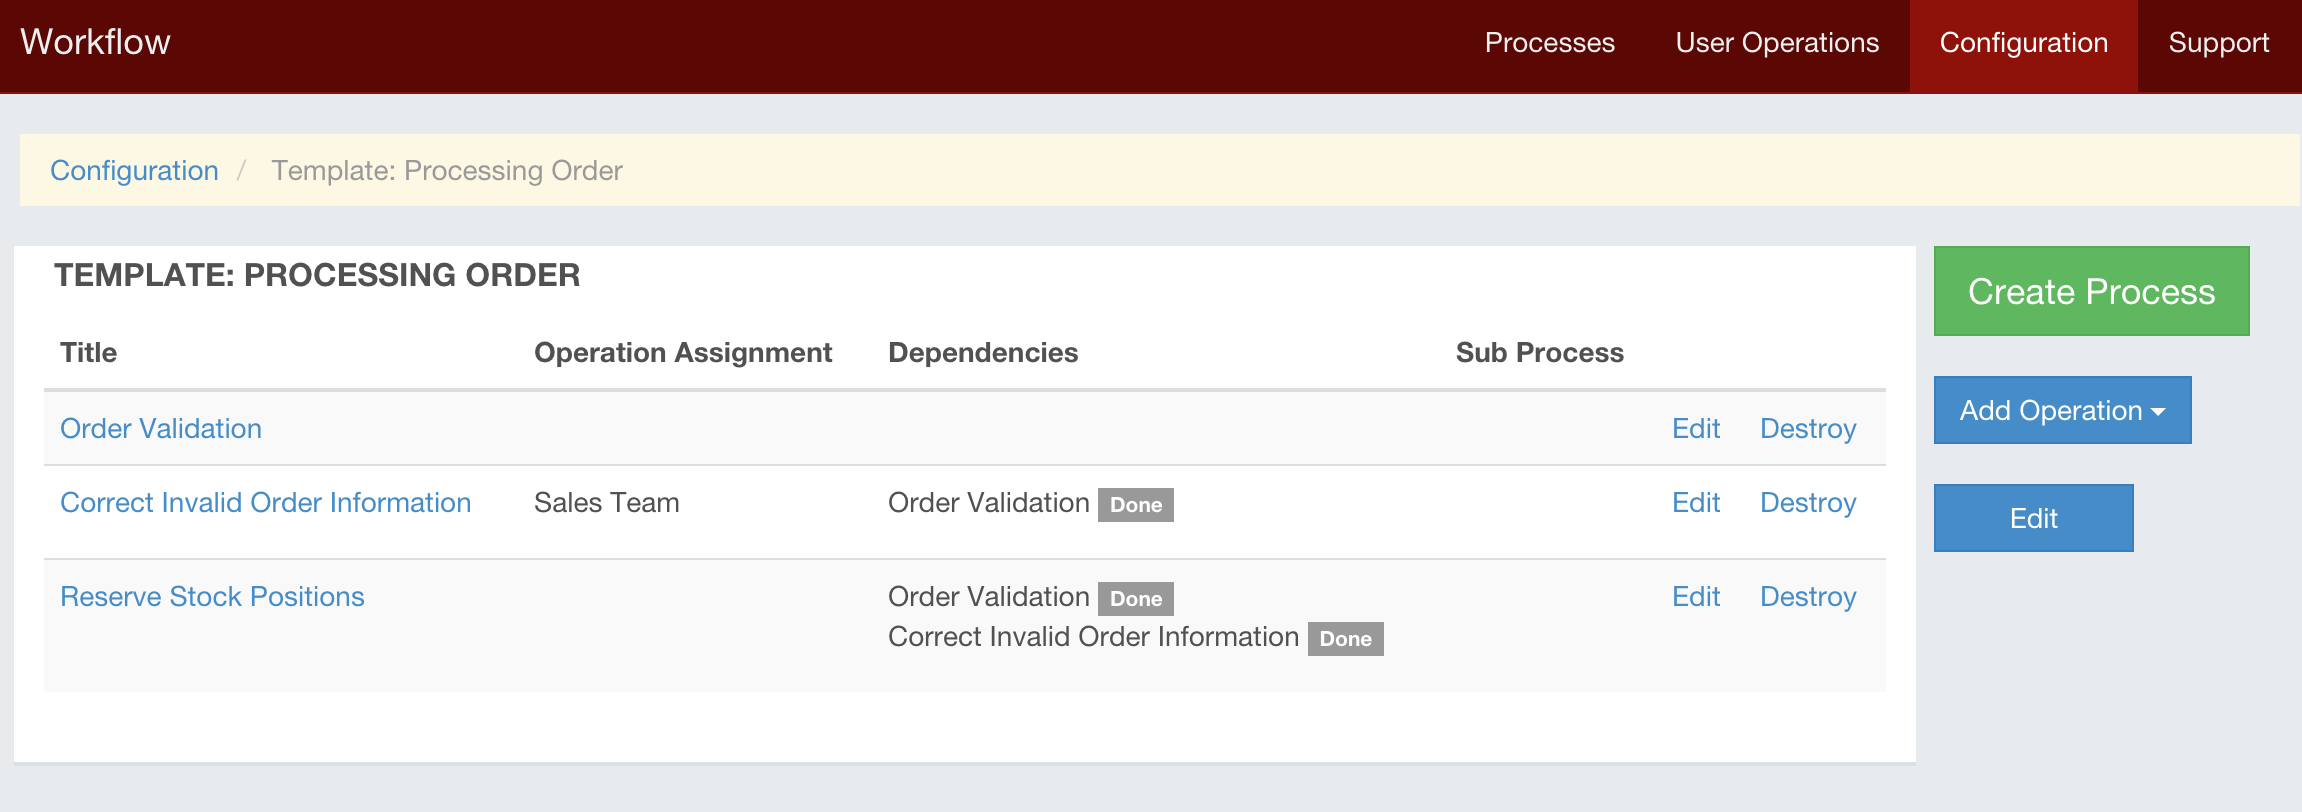 Workflow Processes User Operations Configuration Support
Configuration / Template: Processing Order
TEMPLATE: PROCESSING ORDER
Create Process
Title Operation Assignment Dependencies Sub Process
Add Operation
Order Validation Edit Destroy
Correct Invalid Order Information Sales Team Order Validation Done Edit Destroy
Edit
Reserve Stock Positions Order Validation Done Edit Destroy
Correct Invalid Order Information Done